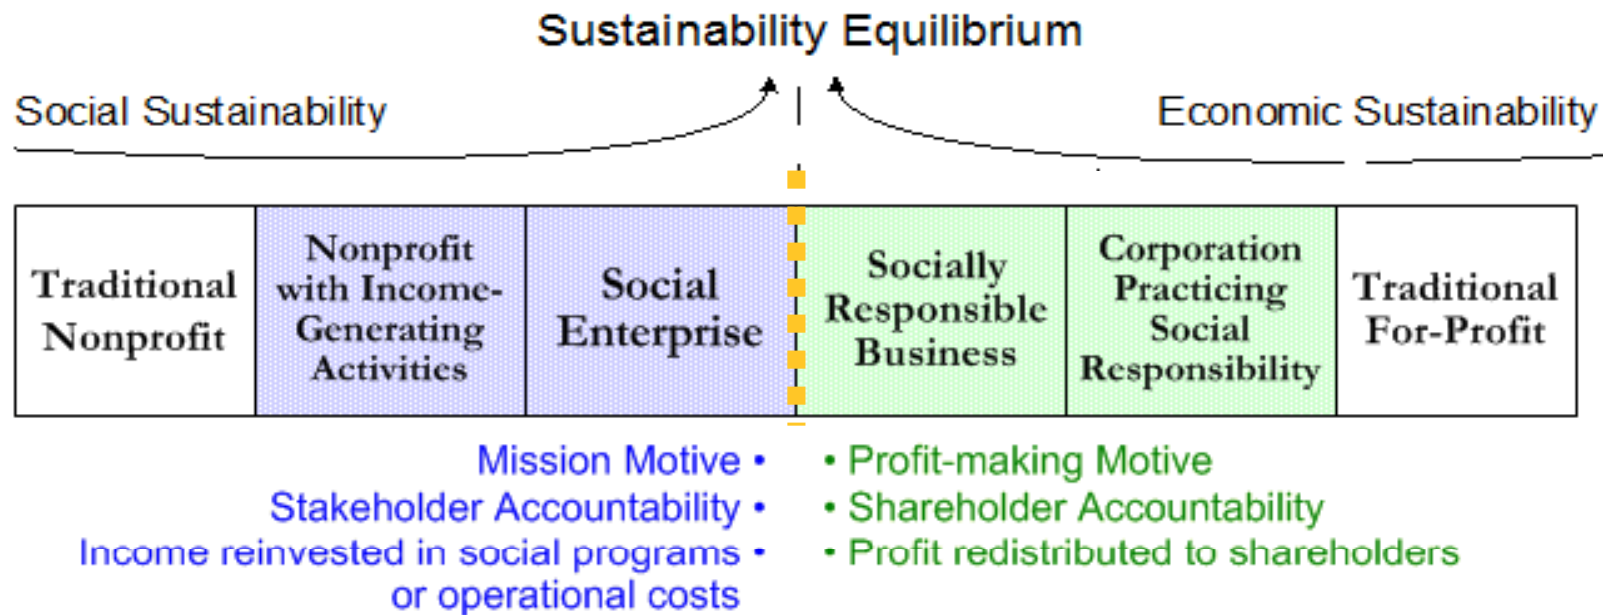 Sustainability Equilibrium
Social Sustainability
Economic Sustainability
Traditional
Nonprofit
Nonprofit
with Income-
Generating
Activities
Social
Enterprise
Socially
Responsible
Business
Corporation
Practicing
Social
Responsibility
Traditional
For-Profit
Mission Motive •
Stakeholder Accountability •
Income reinvested in social programs •
or operational costs
• Profit-making Motive
• Shareholder Accountability
• Profit redistributed to shareholders